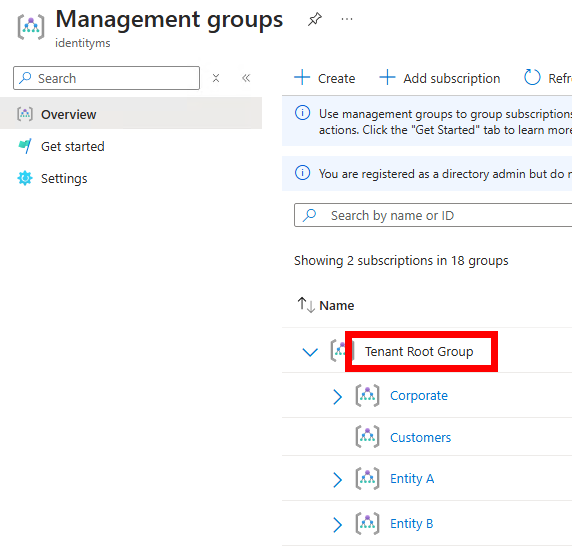 Management groups
identityms
Search
Overview
Get started
Settings
Create
Add subscription
Refr
Use management groups to group subscriptions
actions. Click the "Get Started" tab to learn more
You are registered as a directory admin but do n
Search by name or ID
Showing 2 subscriptions in 18 groups
Name
Tenant Root Group
Corporate
Customers
Entity A
Entity B